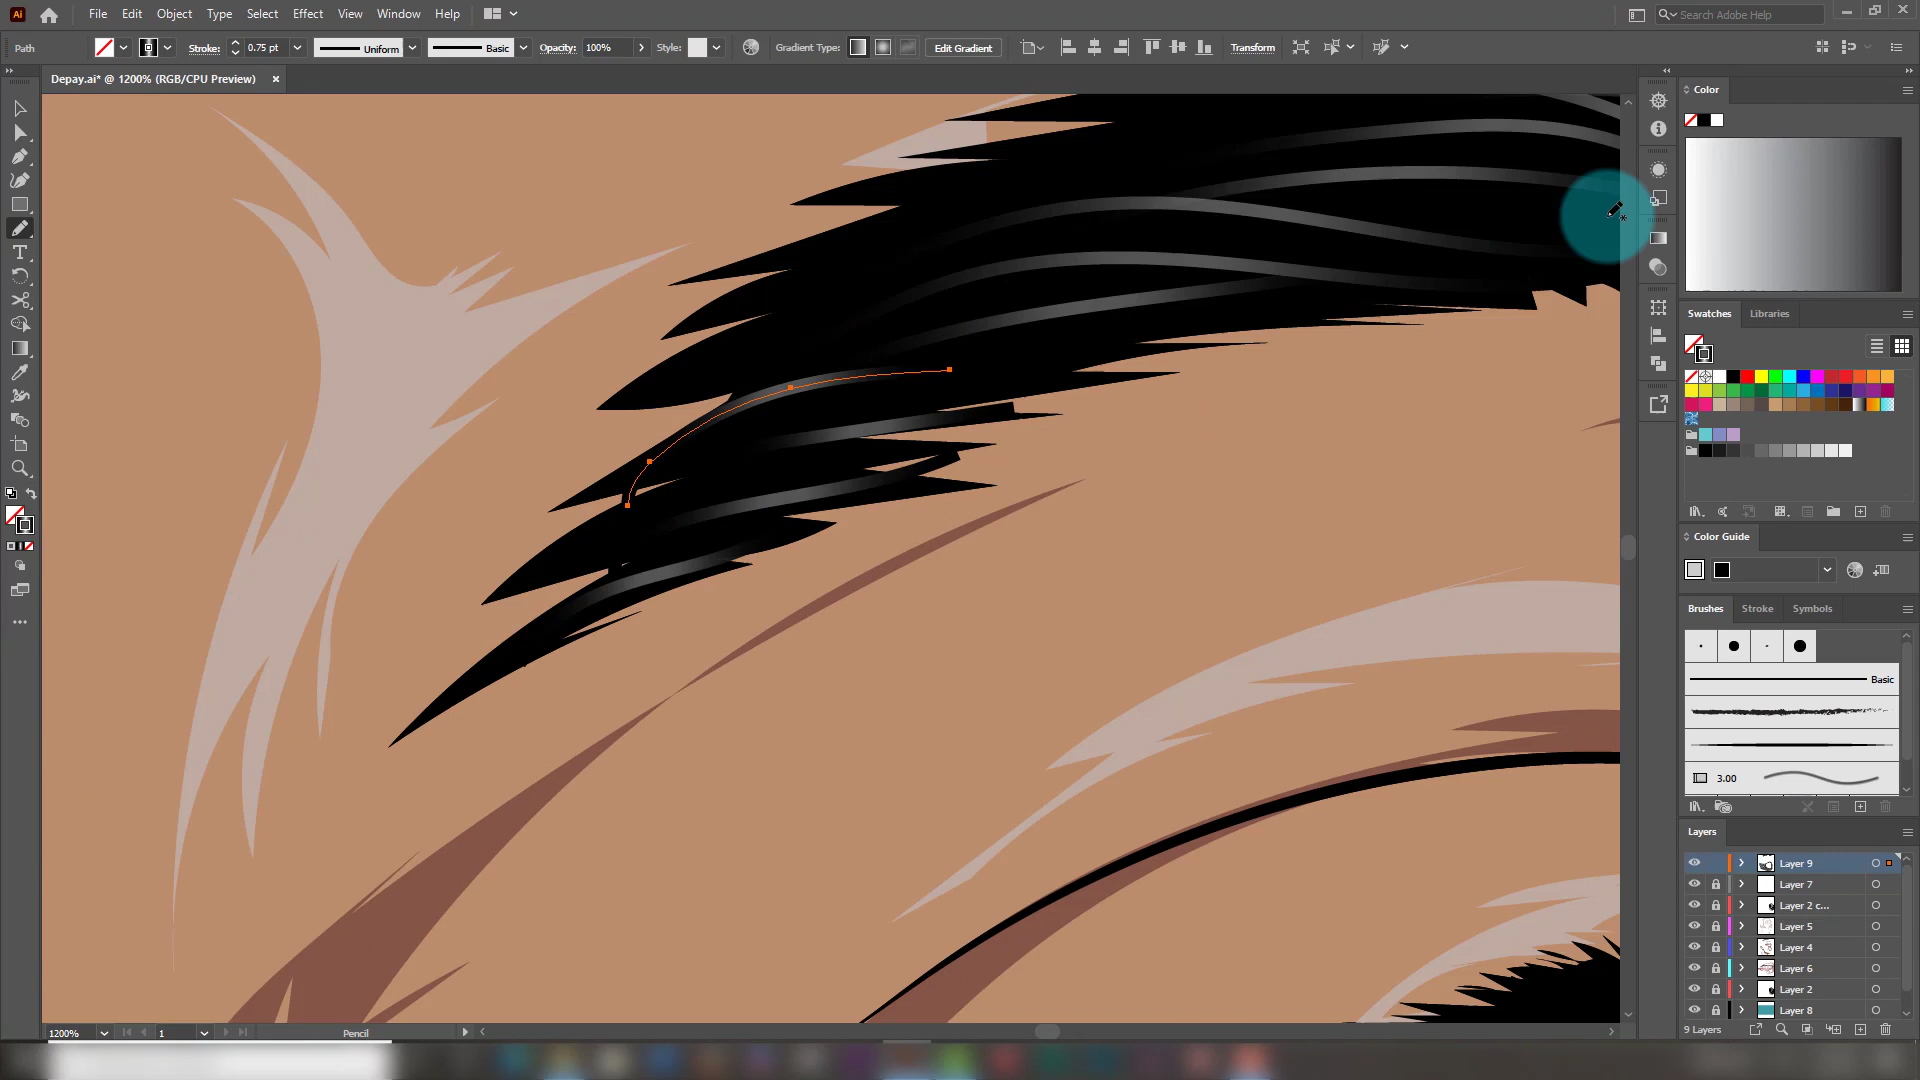 Ai File Edit Object Type Select Effect View Window Help Search Adobe Help
Path Stroke: 0.75 pt Uniform Basic Opacity: 100% Style: Gradient Type: Edit Gradient Transform
Depay.ai* @ 1200% (RGB/CPU Preview)
Color
Swatches Libraries
Color Guide
Brushes Stroke Symbols
Basic
3.00
Layers
Layer 9
Layer 7
Layer 2 c...
Layer 5
Layer 4
Layer 6
Layer 2
Layer 8
9 Layers
1200% 1 Pencil